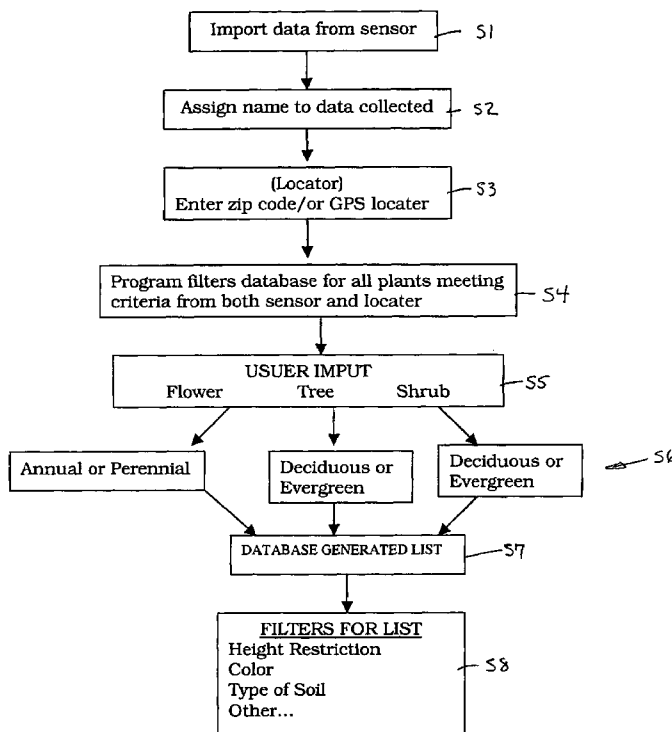 Import data from sensor
S1
Assign name to data collected
S2
(Locator)
Enter zip code/or GPS locater
S3
Program filters database for all plants meeting
criteria from both sensor and locater
S4
USUER IMPUT
Flower Tree Shrub
S5
Annual or Perennial
Deciduous or
Evergreen
Deciduous or
Evergreen
S6
DATABASE GENERATED LIST
S7
FILTERS FOR LIST
Height Restriction
Color
Type of Soil
Other...
S8